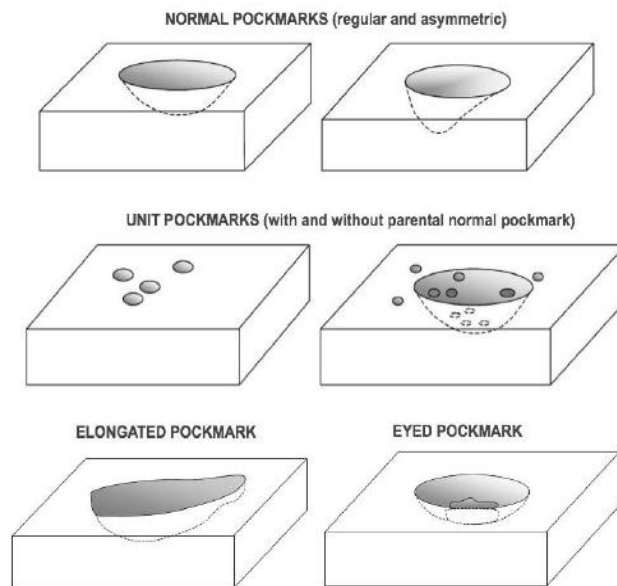 NORMAL POCKMARKS (regular and asymmetric)
UNIT POCKMARKS (with and without parental normal pockmark)
ELONGATED POCKMARK
EYED POCKMARK